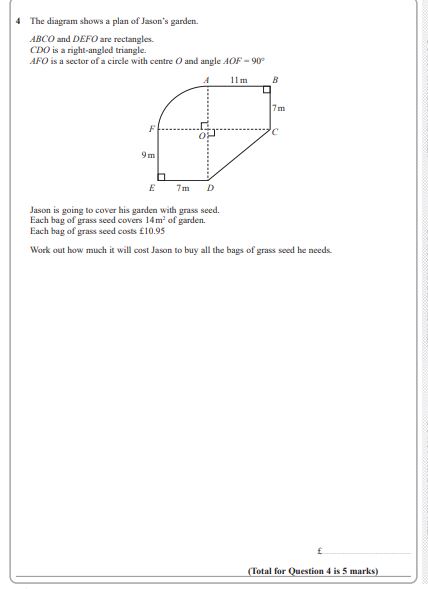 4 The diagram shows a plan of Jason's garden.
ABCO and DEFO are rectangles.
CDO is a right-angled triangle.
AFO is a sector of a circle with centre O and angle AOF = 90°
A 11 m B
7 m
F O C
9 m
E 7 m D
Jason is going to cover his garden with grass seed.
Each bag of grass seed covers 14 m² of garden.
Each bag of grass seed costs £10.95
Work out how much it will cost Jason to buy all the bags of grass seed he needs.
£
(Total for Question 4 is 5 marks)